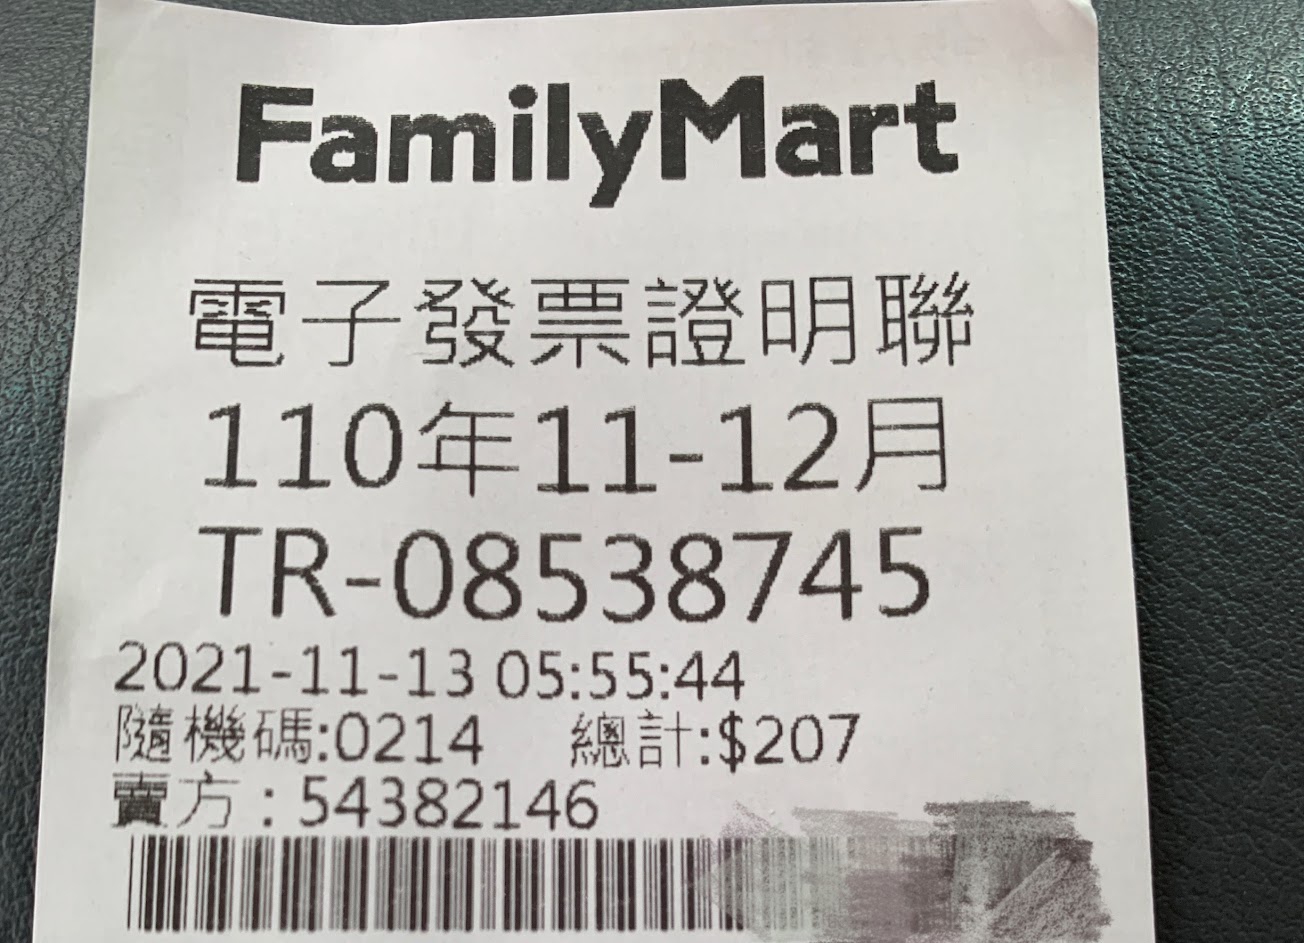 FamilyMart
電子發票證明聯
110年11-12月
TR-08538745
2021-11-13 05:55:44
隨機碼:0214 總計:$207
賣方:54382146